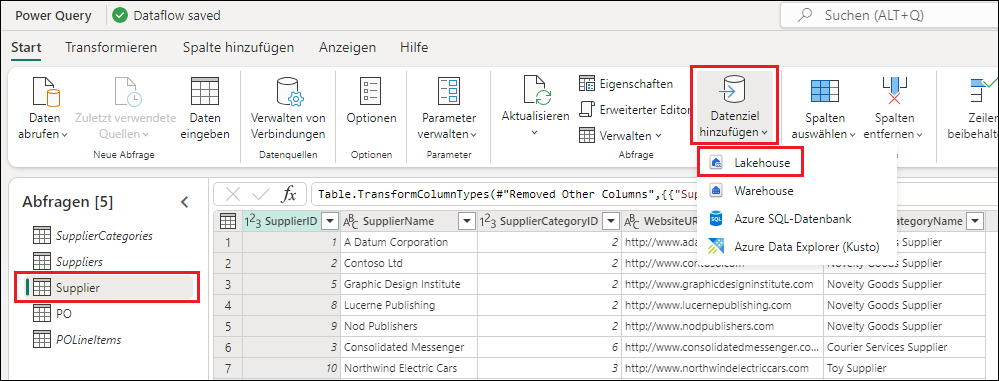 Power Query Dataflow saved Suchen (ALT+Q)
Start Transformieren Spalte hinzufügen Anzeigen Hilfe
Daten abrufen
Zuletzt verwendete Quellen
Daten eingeben
Neue Abfrage
Verwalten von Verbindungen
Datenquellen
Optionen
Optionen
Parameter verwalten
Parameter
Aktualisieren
Eigenschaften
Erweiterter Editor
Verwalten
Abfrage
Datenziel hinzufügen
Spalten auswählen
Spalten entfernen
Zeilen
beibehalte
Lakehouse
Warehouse
Azure SQL-Datenbank
Azure Data Explorer (Kusto)
Abfragen [5]
SupplierCategories
Suppliers
Supplier
PO
POLineItems
fx Table.TransformColumnTypes(#"Removed Other Columns",{{"Sup
123 SupplierID ABC SupplierName 123 SupplierCategoryID ABC WebsiteUR ategoryName
1 1 A Datum Corporation 2 http://www.ada Supplier
2 2 Contoso Ltd 2 http://www.contoso.com Novelty Goods Supplier
3 5 Graphic Design Institute 2 http://www.graphicdesigninstitute.com Novelty Goods Supplier
4 8 Lucerne Publishing 2 http://www.lucernepublishing.com Novelty Goods Supplier
5 9 Nod Publishers 2 http://www.nodpublishers.com Novelty Goods Supplier
6 3 Consolidated Messenger 6 http://www.consolidatedmessenger.co... Courier Services Supplier
7 10 Northwind Electric Cars 3 http://www.northwindelectriccars.com Toy Supplier